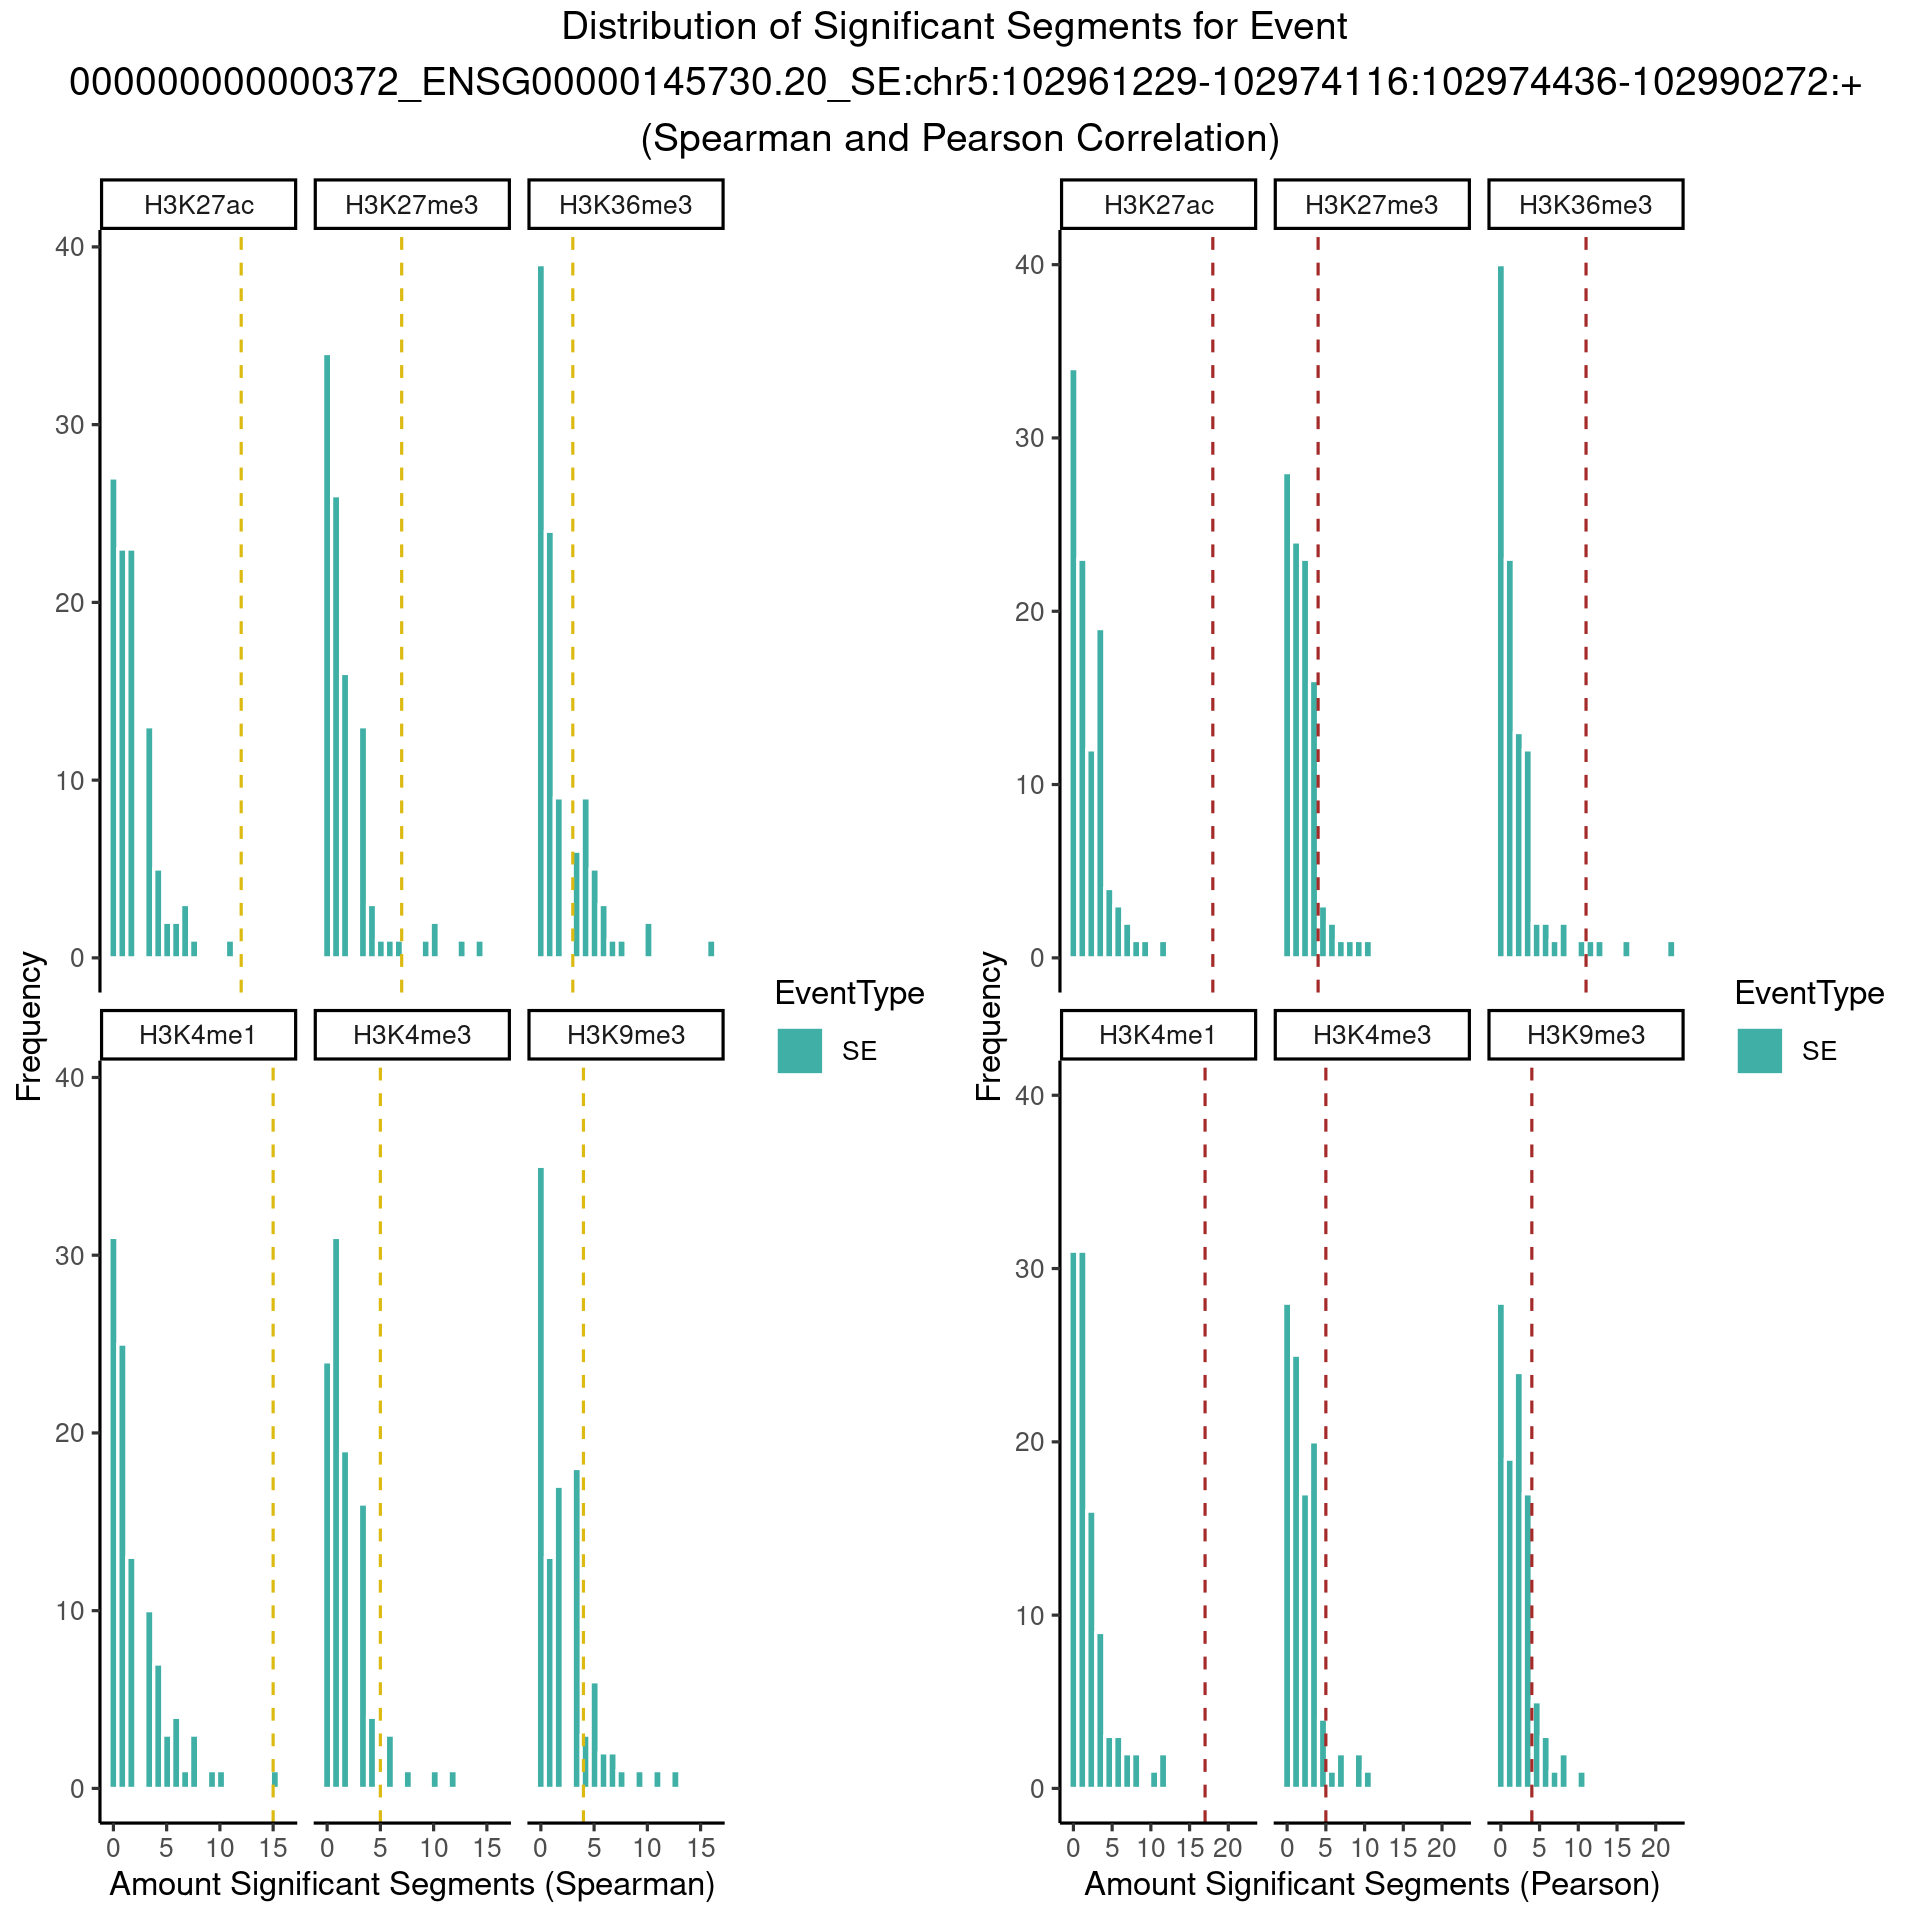 Distribution of Significant Segments for Event
000000000000372_ENSG00000145730.20_SE:chr5:102961229-102974116:102974436-102990272:+
(Spearman and Pearson Correlation)
H3K27ac H3K27me3 H3K36me3
40
30
20
10
0
H3K4me1 H3K4me3 H3K9me3
40
30
20
10
0
0 5 10 15 0 5 10 15 0 5 10 15
Frequency
Amount Significant Segments (Spearman)
EventType
SE
H3K27ac H3K27me3 H3K36me3
40
30
20
10
0
H3K4me1 H3K4me3 H3K9me3
40
30
20
10
0
0 5 10 15 20 0 5 10 15 20 0 5 10 15 20
Frequency
Amount Significant Segments (Pearson)
EventType
SE